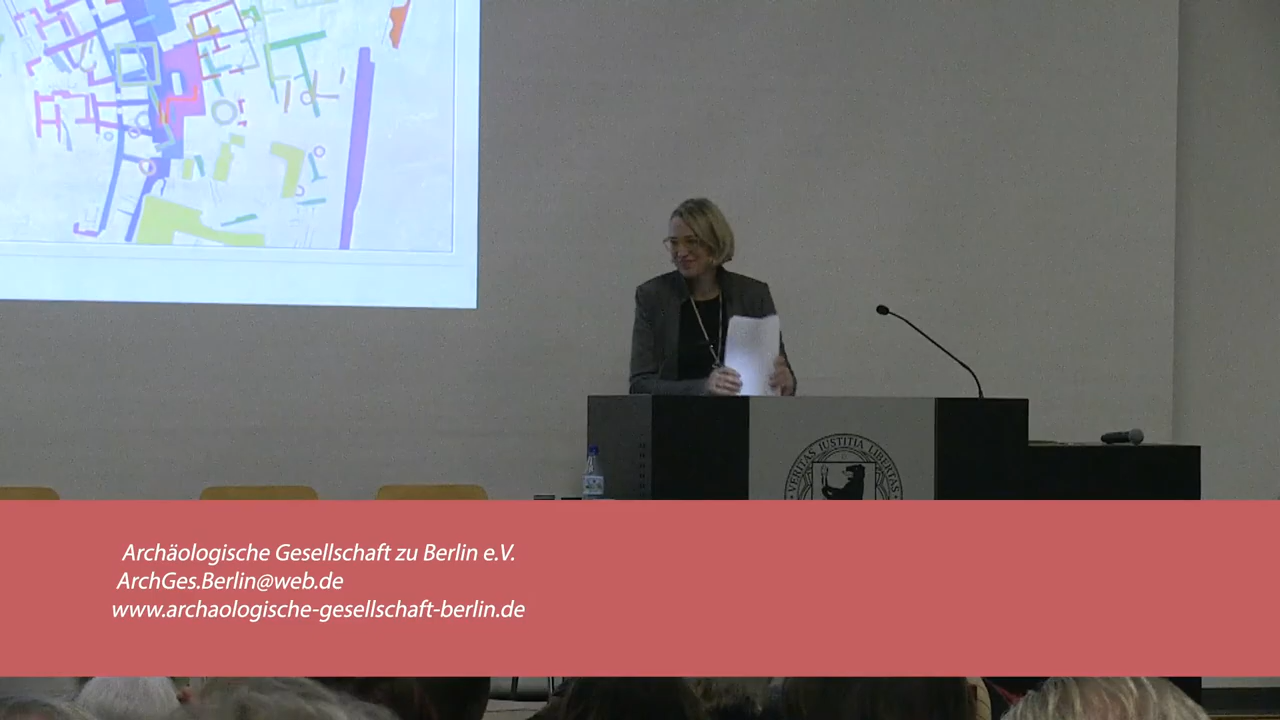 VERITAS IUSTITIA LIBERTAS
Archäologische Gesellschaft zu Berlin e.V.
ArchGes.Berlin@web.de
www.archaologische-gesellschaft-berlin.de